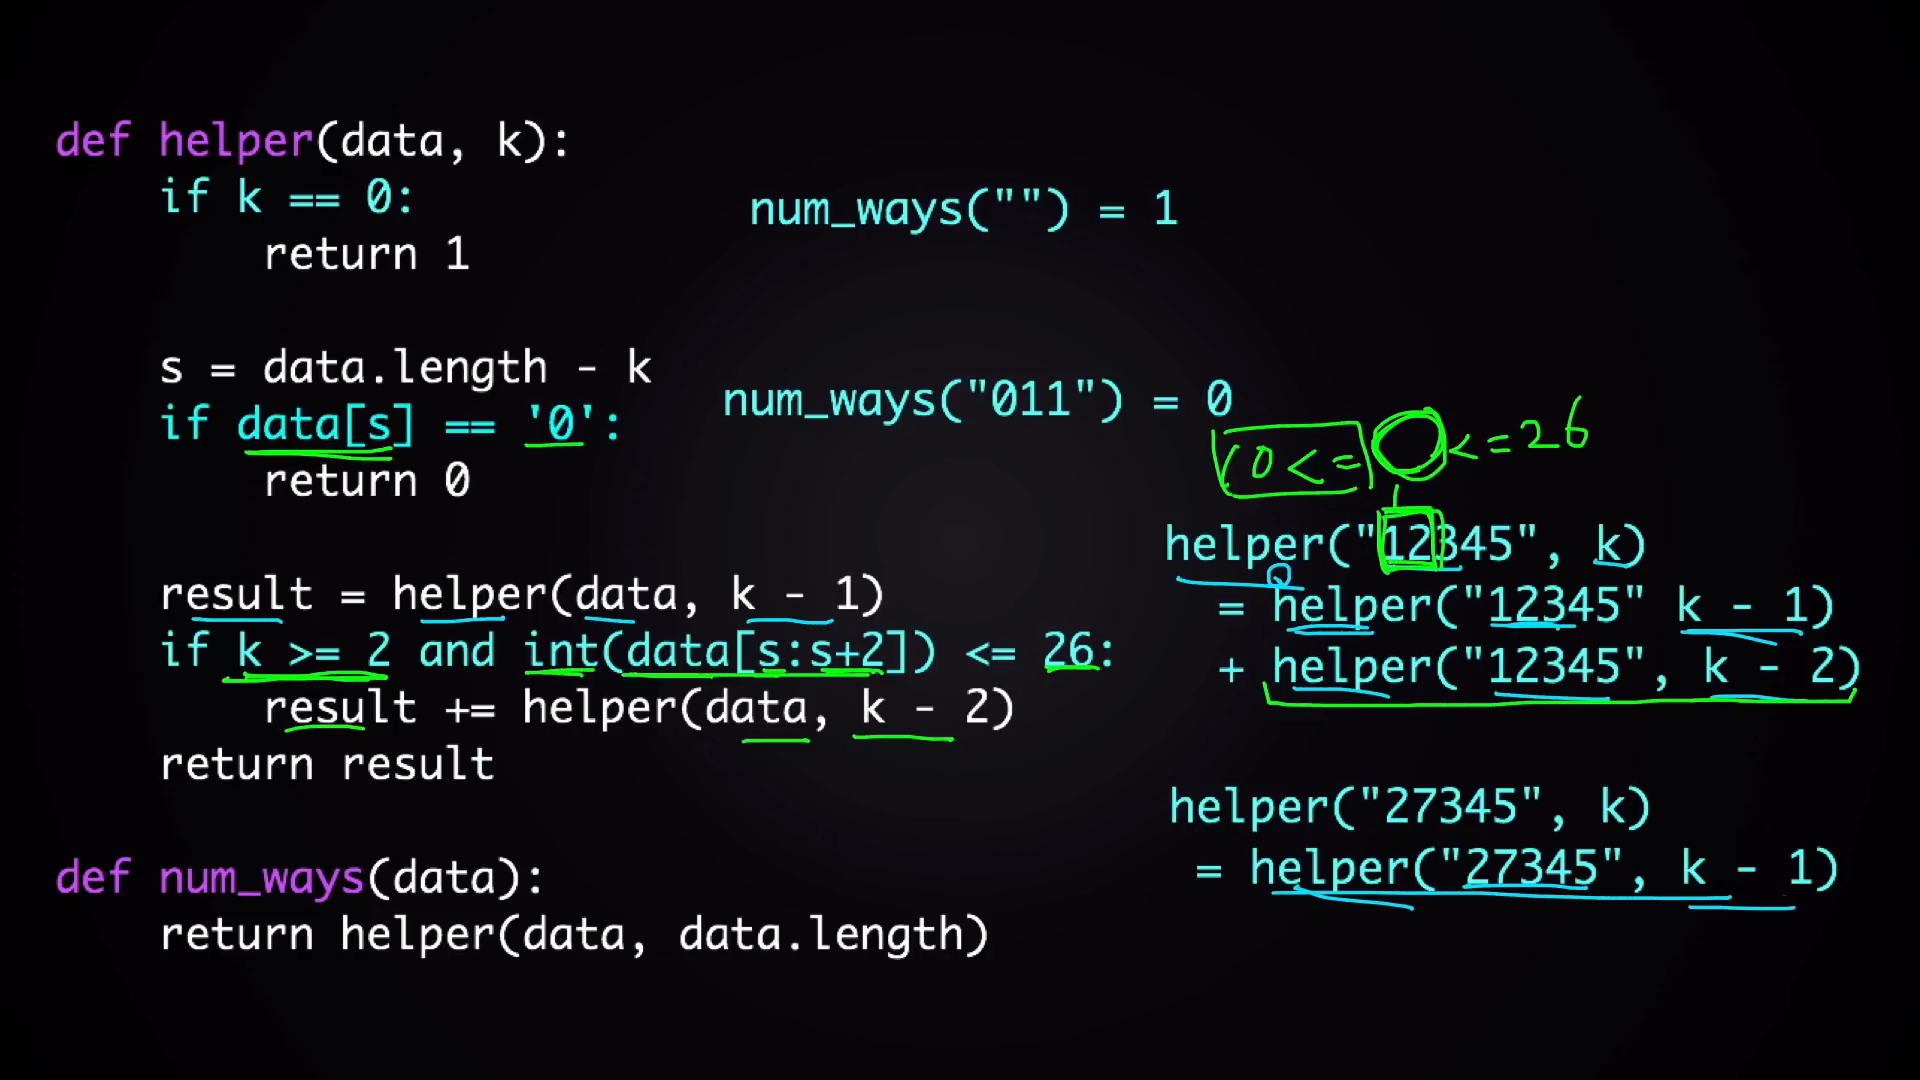 def helper(data, k):
if k == 0:
return 1
s = data.length - k
if data[s] == '0':
return 0
result = helper(data, k - 1)
if k >= 2 and int(data[s:s+2]) <= 26:
result += helper(data, k - 2)
return result
def num_ways(data):
return helper(data, data.length)
num_ways("") = 1
num_ways("011") = 0
10 <= <= 26
helper("12345", k)
= helper("12345" k - 1)
+ helper("12345", k - 2)
helper("27345", k)
= helper("27345", k - 1)